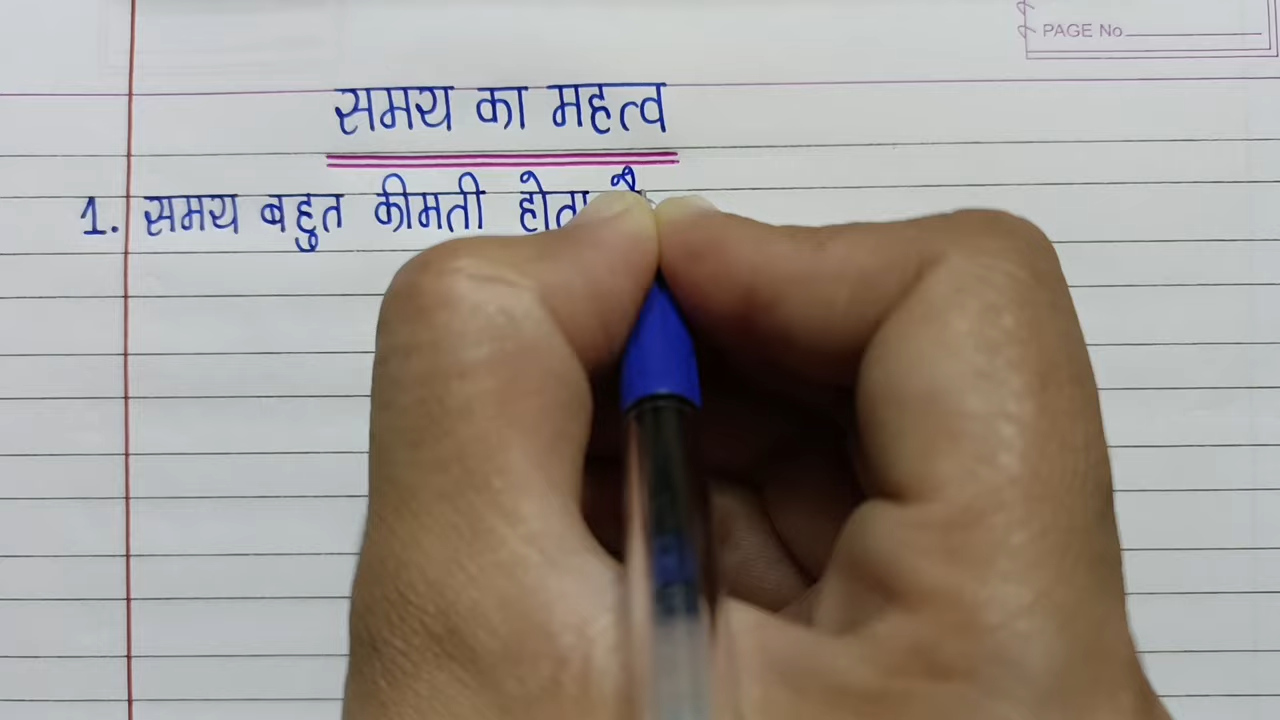 PAGE No
समय का महत्व
1. समय बहुत कीमती होता